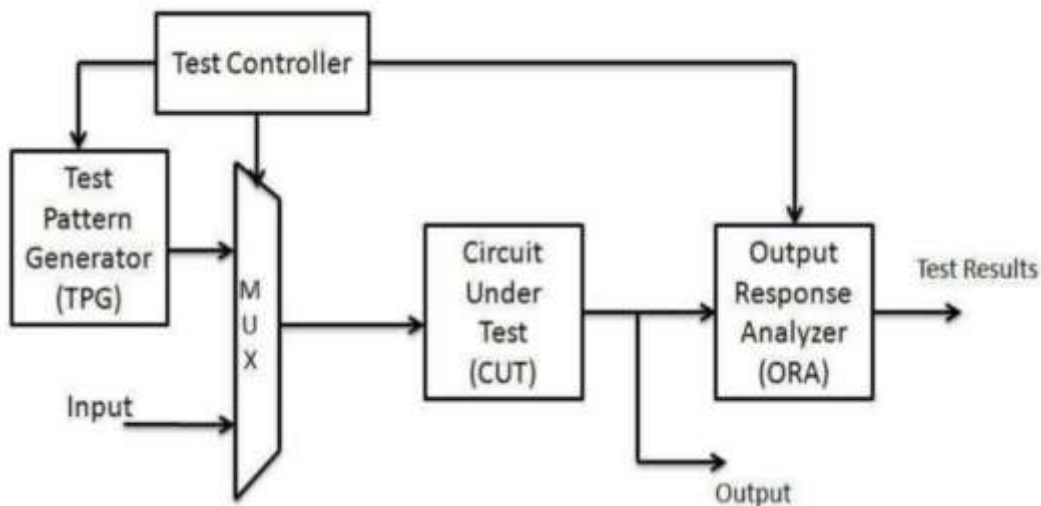 Test Controller
Test
Pattern
Generator
(TPG)
M
U
X
Input
Circuit
Under
Test
(CUT)
Output
Response
Analyzer
(ORA)
Test Results
Output